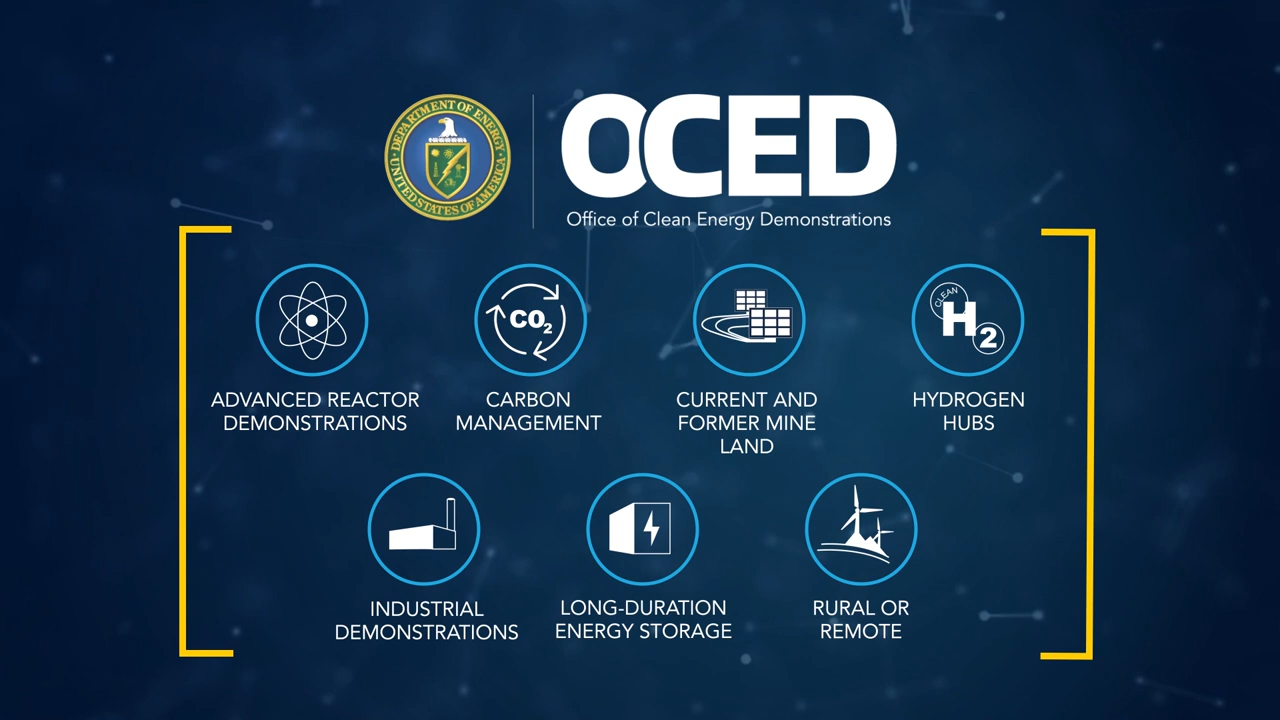 DEPARTMENT OF ENERGY
UNITED STATES OF AMERICA
OCED
Office of Clean Energy Demonstrations
CO2
CLEAN
H2
ADVANCED REACTOR
DEMONSTRATIONS
CARBON
MANAGEMENT
CURRENT AND
FORMER MINE
LAND
HYDROGEN
HUBS
INDUSTRIAL
DEMONSTRATIONS
LONG-DURATION
ENERGY STORAGE
RURAL OR
REMOTE